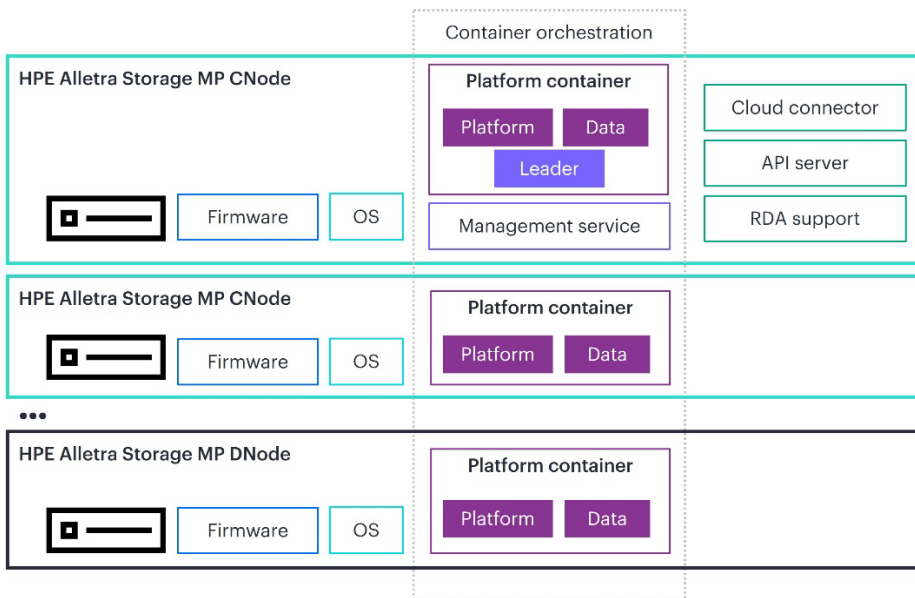 Container orchestration
HPE Alletra Storage MP CNode
Platform container
Platform
Data
Leader
Firmware
OS
Management service
Cloud connector
API server
RDA support
HPE Alletra Storage MP CNode
Platform container
Firmware
OS
Platform
Data
•••
HPE Alletra Storage MP DNode
Platform container
Firmware
OS
Platform
Data